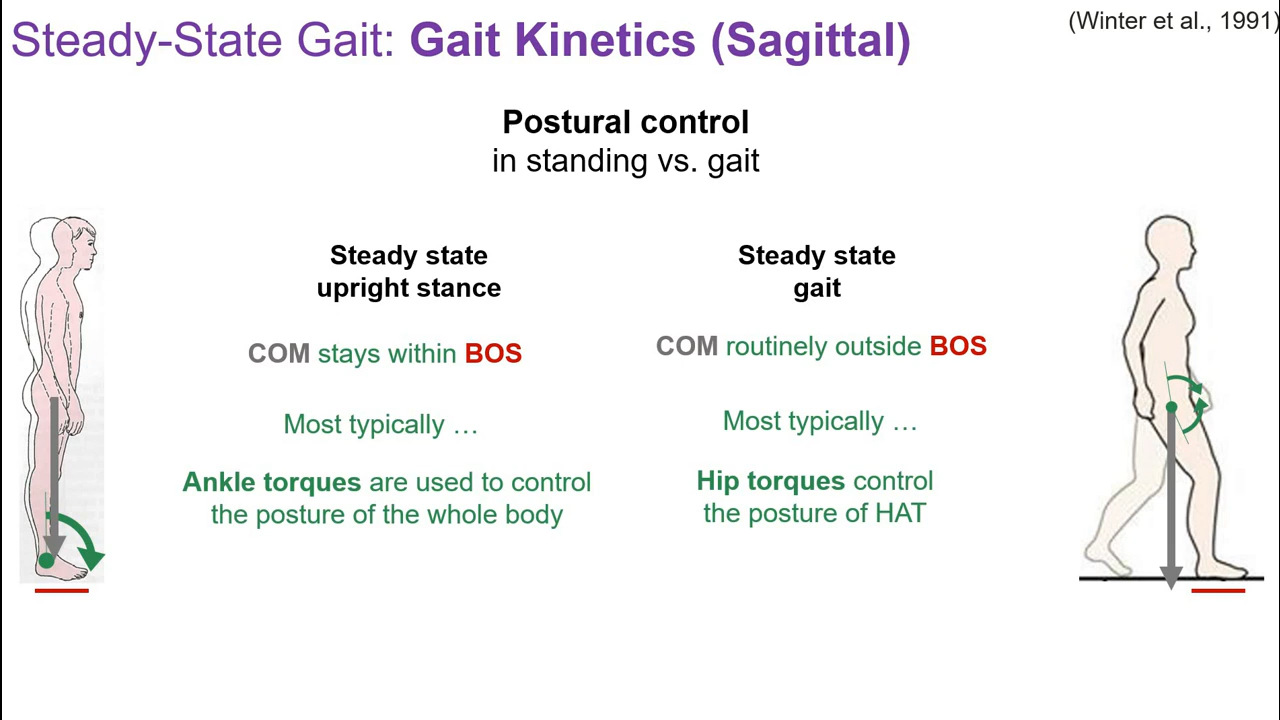 Steady-State Gait: Gait Kinetics (Sagittal)
(Winter et al., 1991)
Postural control
in standing vs. gait
Steady state
upright stance
COM stays within BOS
Most typically …
Ankle torques are used to control
the posture of the whole body
Steady state
gait
COM routinely outside BOS
Most typically …
Hip torques control
the posture of HAT